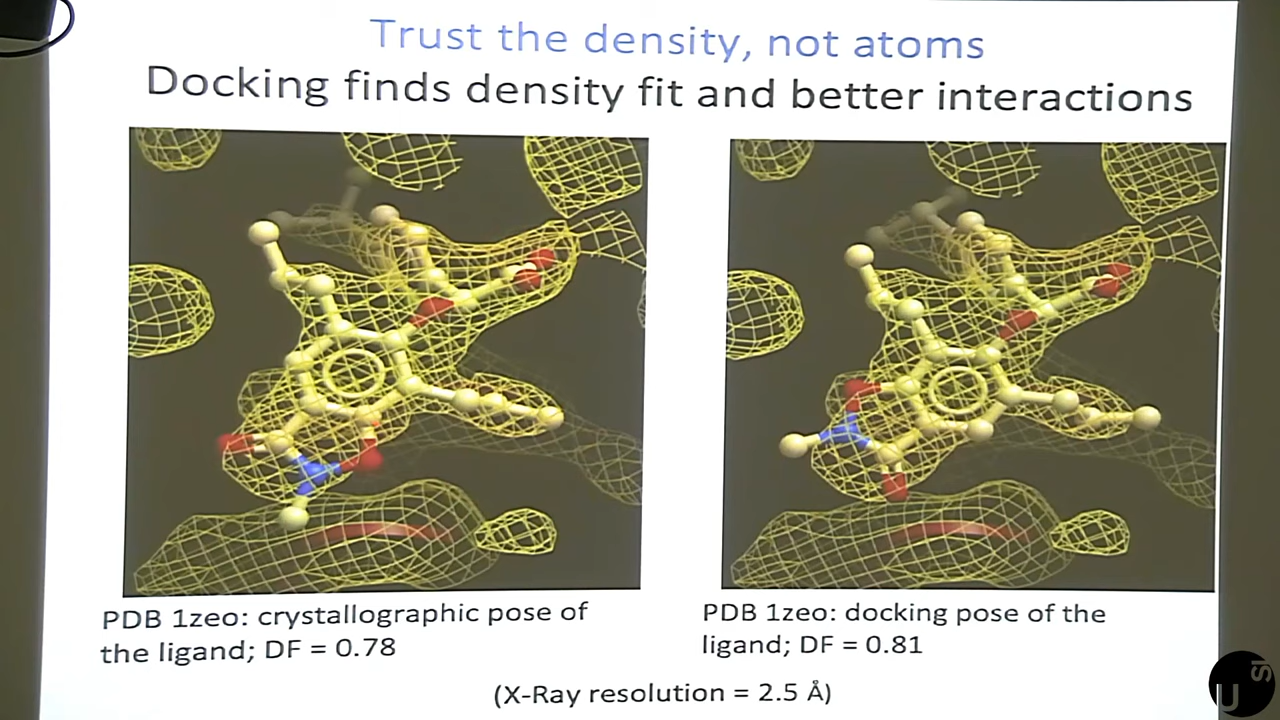 Trust the density, not atoms
Docking finds density fit and better interactions
PDB 1zeo: crystallographic pose of
the ligand; DF = 0.78
PDB 1zeo: docking pose of the
ligand; DF = 0.81
(X-Ray resolution = 2.5 Å)
U
SI